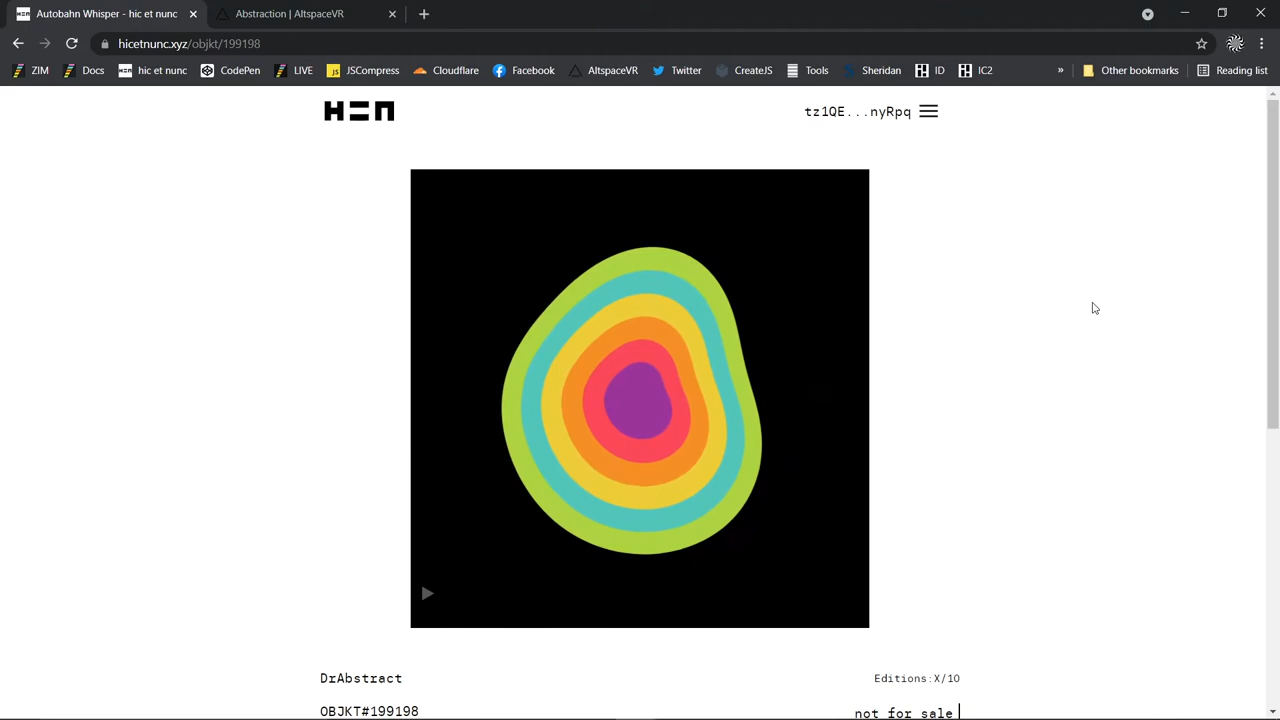 Autobahn Whisper - hic et nunc Abstraction | AltspaceVR
hicetnunc.xyz/objkt/199198
ZIM Docs hic et nunc CodePen LIVE JSCompress Cloudflare Facebook AltspaceVR Twitter CreateJS Tools Sheridan ID IC2 » Other bookmarks Reading list
tz1QE...nyRpq
DrAbstract Editions:X/10
OBJKT#199198 not for sale